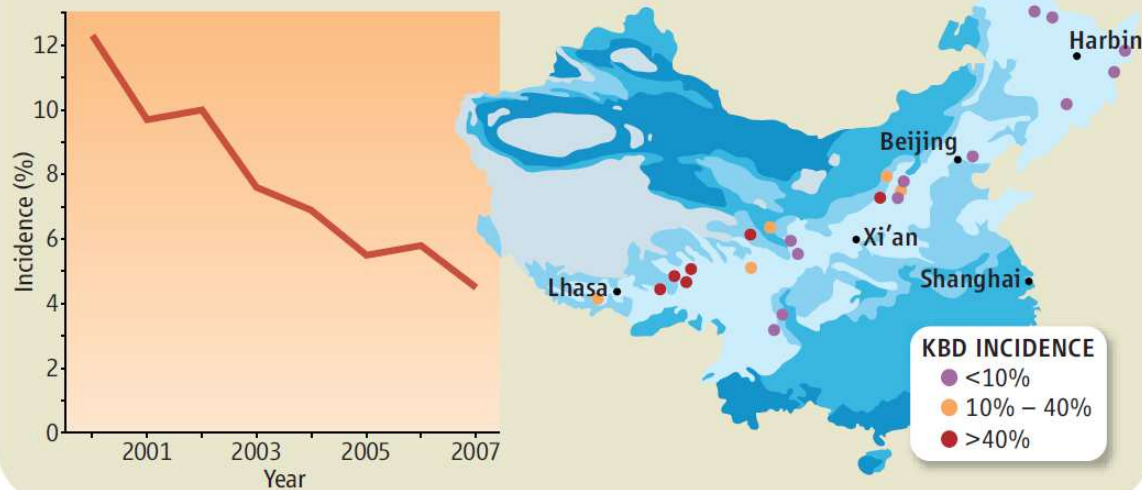 12
10
8
6
4
2
0
Incidence (%)
2001 2003 2005 2007
Year
Harbin
Beijing
Xi'an
Lhasa
Shanghai
KBD INCIDENCE
<10%
10% – 40%
>40%